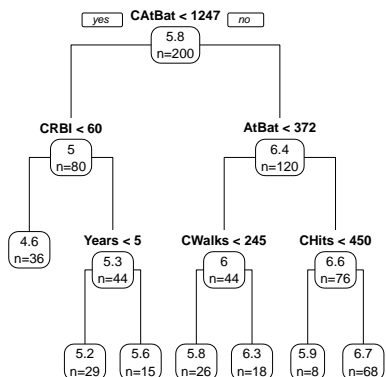 CAtBat < 1247
yes
no
5.8
n=200
CRBI < 60
AtBat < 372
5
n=80
6.4
n=120
Years < 5
CWalks < 245
CHits < 450
4.6
n=36
5.3
n=44
6
n=44
6.6
n=76
5.2
n=29
5.6
n=15
5.8
n=26
6.3
n=18
5.9
n=8
6.7
n=68